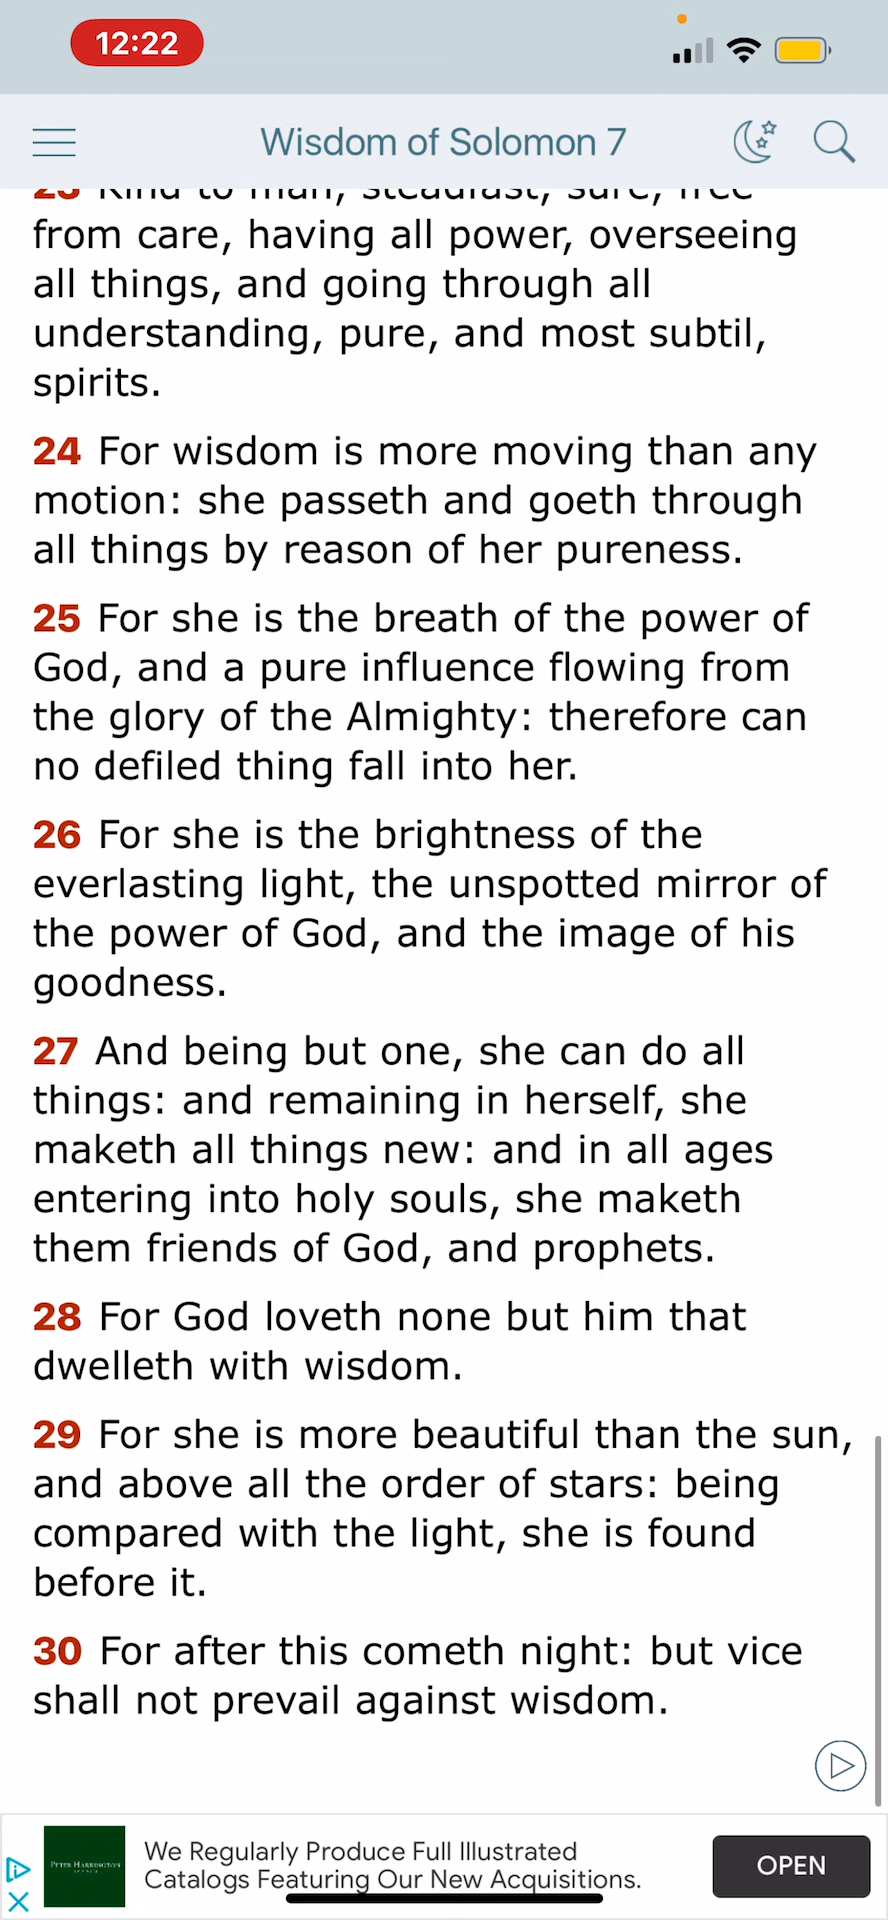 12:22
Wisdom of Solomon 7
23 Kind to man, steadfast, sure, free
from care, having all power, overseeing
all things, and going through all
understanding, pure, and most subtil,
spirits.
24 For wisdom is more moving than any
motion: she passeth and goeth through
all things by reason of her pureness.
25 For she is the breath of the power of
God, and a pure influence flowing from
the glory of the Almighty: therefore can
no defiled thing fall into her.
26 For she is the brightness of the
everlasting light, the unspotted mirror of
the power of God, and the image of his
goodness.
27 And being but one, she can do all
things: and remaining in herself, she
maketh all things new: and in all ages
entering into holy souls, she maketh
them friends of God, and prophets.
28 For God loveth none but him that
dwelleth with wisdom.
29 For she is more beautiful than the sun,
and above all the order of stars: being
compared with the light, she is found
before it.
30 For after this cometh night: but vice
shall not prevail against wisdom.
PETER HARRINGTON
We Regularly Produce Full Illustrated
Catalogs Featuring Our New Acquisitions.
OPEN